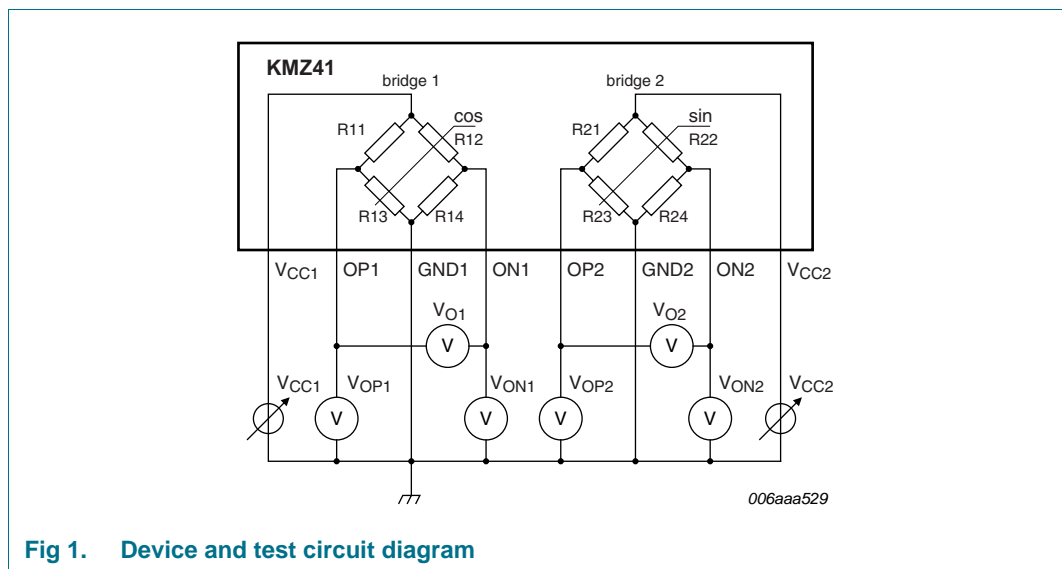 KMZ41
bridge 1
bridge 2
R11
cos
R12
R13
R14
R21
sin
R22
R23
R24
VCC1 OP1 GND1 ON1 OP2 GND2 ON2 VCC2
VO1 VO2
V V
VCC1 VOP1 VON1 VOP2 VON2 VCC2
V V V V
006aaa529
Fig 1. Device and test circuit diagram